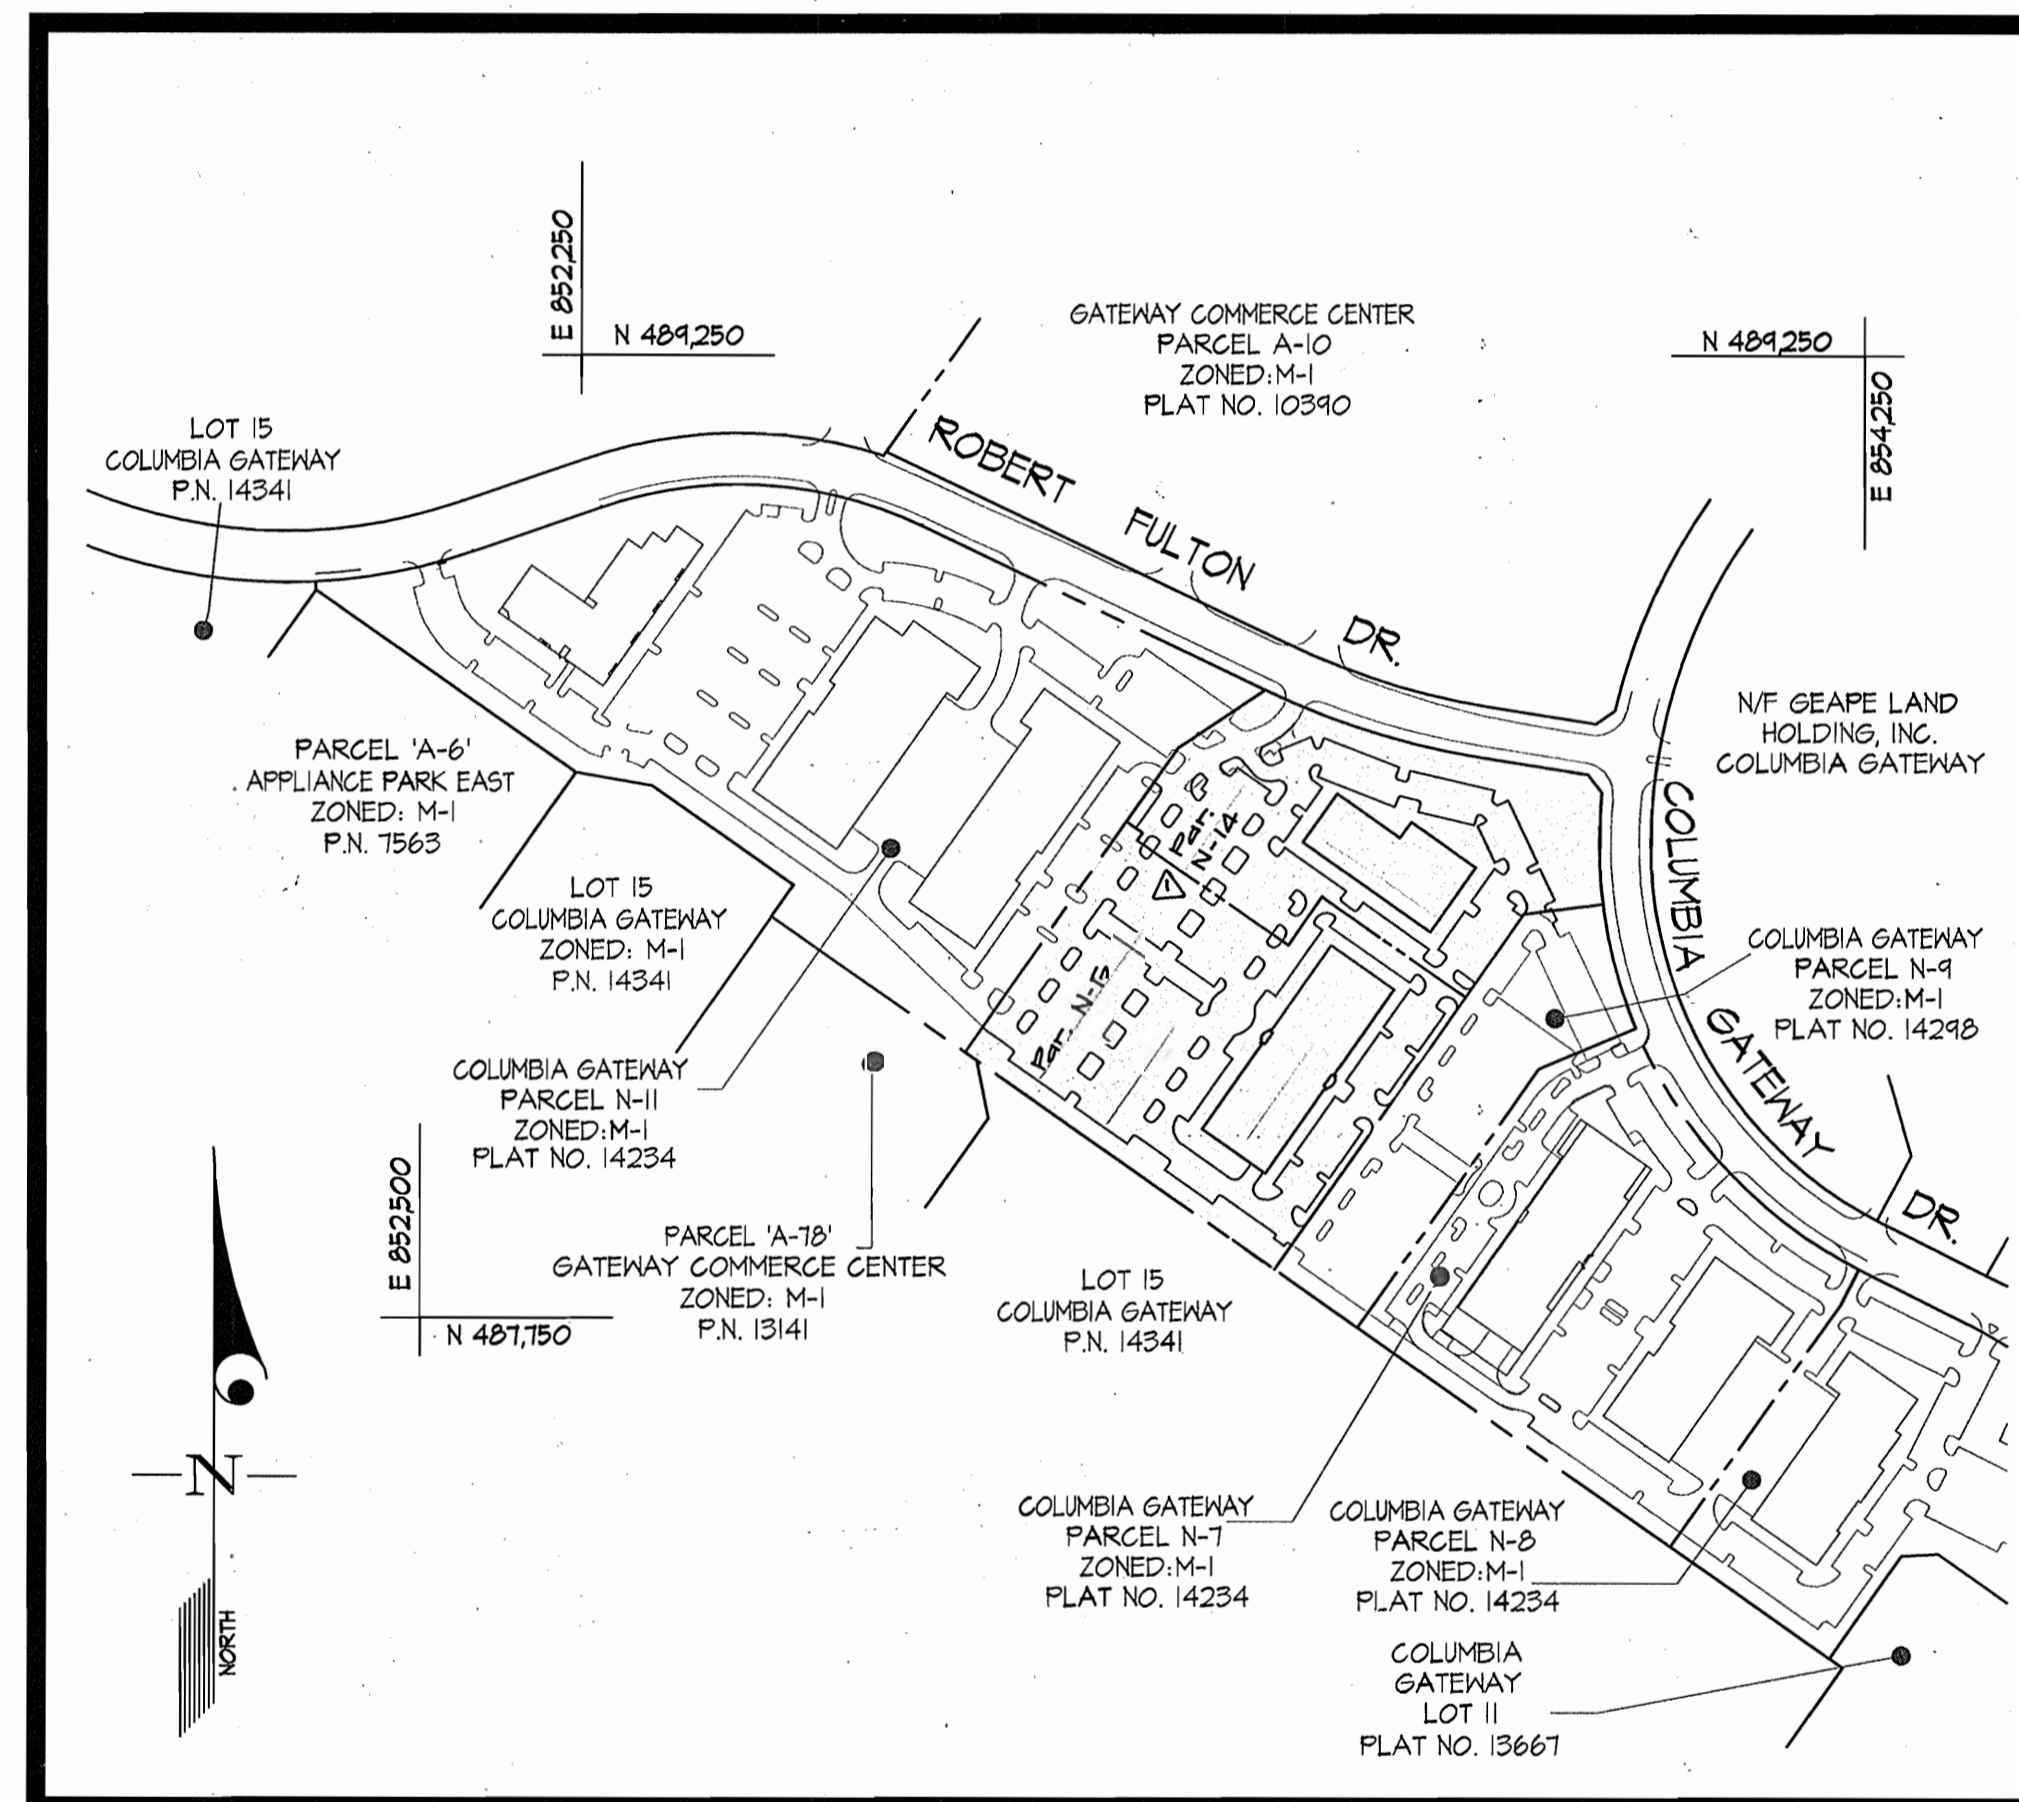 E 852,250
N 489,250
GATEWAY COMMERCE CENTER
PARCEL A-10
ZONED: M-1
PLAT NO. 10390
N 489,250
E 854,250
LOT 15
COLUMBIA GATEWAY
P.N. 14341
ROBERT FULTON DR.
N/F GEAPE LAND
HOLDING, INC.
COLUMBIA GATEWAY
PARCEL 'A-6'
APPLIANCE PARK EAST
ZONED: M-1
P.N. 7563
Par. N-14
1
COLUMBIA GATEWAY DR.
LOT 15
COLUMBIA GATEWAY
ZONED: M-1
P.N. 14341
Par. N-15
COLUMBIA GATEWAY
PARCEL N-9
ZONED: M-1
PLAT NO. 14298
COLUMBIA GATEWAY
PARCEL N-11
ZONED: M-1
PLAT NO. 14234
E 852,500
N 487,750
PARCEL 'A-78'
GATEWAY COMMERCE CENTER
ZONED: M-1
P.N. 13141
LOT 15
COLUMBIA GATEWAY
P.N. 14341
COLUMBIA GATEWAY
PARCEL N-7
ZONED: M-1
PLAT NO. 14234
COLUMBIA GATEWAY
PARCEL N-8
ZONED: M-1
PLAT NO. 14234
COLUMBIA
GATEWAY
LOT 11
PLAT NO. 13667
N
NORTH